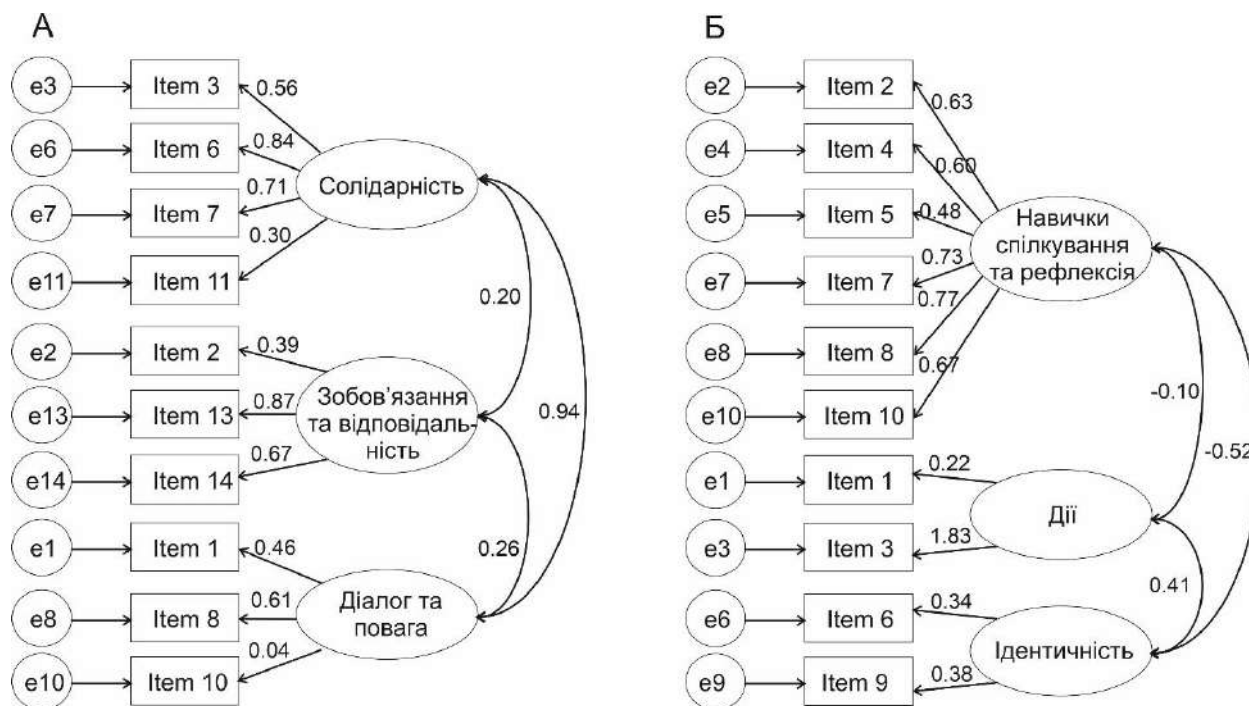 А
e3
Item 3
0.56
e6
Item 6
0.84
Солідарність
e7
Item 7
0.71
e11
Item 11
0.30
0.20
e2
Item 2
0.39
e13
Item 13
0.87
Зобов’язання
та відповідаль-
ність
0.94
e14
Item 14
0.67
e1
Item 1
0.46
0.26
e8
Item 8
0.61
Діалог та
повага
e10
Item 10
0.04
Б
e2
Item 2
0.63
e4
Item 4
0.60
e5
Item 5
0.48
Навички
спілкування
та рефлексія
e7
Item 7
0.73
e8
Item 8
0.77
e10
Item 10
0.67
-0.10
-0.52
e1
Item 1
0.22
Дії
e3
Item 3
1.83
0.41
e6
Item 6
0.34
Ідентичність
e9
Item 9
0.38